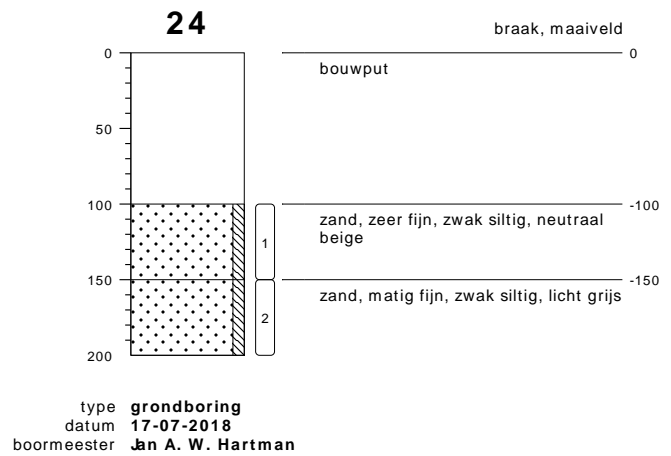 24
braak, maaiveld
0
0
bouwput
50
100
-100
zand, zeer fijn, zwak siltig, neutraal
beige
1
150
-150
zand, matig fijn, zwak siltig, licht grijs
2
200
type grondboring
datum 17-07-2018
boormeester Jan A. W. Hartman